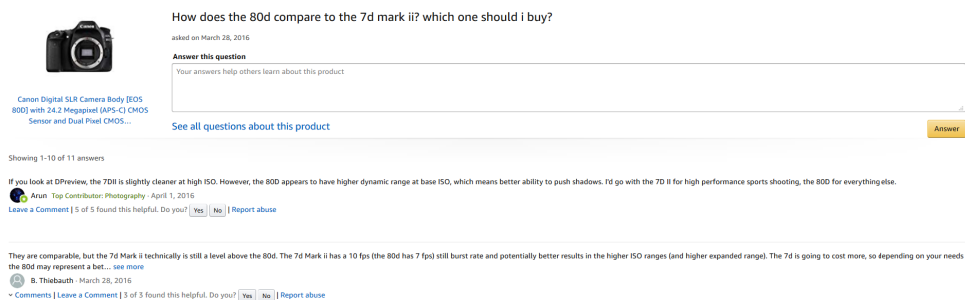 How does the 80d compare to the 7d mark ii? which one should i buy?
asked on March 28, 2016
Answer this question
Your answers help others learn about this product
Canon
Canon Digital SLR Camera Body [EOS
80D] with 24.2 Megapixel (APS-C) CMOS
Sensor and Dual Pixel CMOS...
See all questions about this product
Answer
Showing 1-10 of 11 answers
If you look at DPreview, the 7DII is slightly cleaner at high ISO. However, the 80D appears to have higher dynamic range at base ISO, which means better ability to push shadows. I'd go with the 7D II for high performance sports shooting, the 80D for everything else.
Arun Top Contributor: Photography · April 1, 2016
Leave a Comment | 5 of 5 found this helpful. Do you? Yes No | Report abuse
They are comparable, but the 7d Mark ii technically is still a level above the 80d. The 7d Mark ii has a 10 fps (the 80d has 7 fps) still burst rate and potentially better results in the higher ISO ranges (and higher expanded range). The 7d is going to cost more, so depending on your needs
the 80d may represent a bet... see more
B. Thiebauth · March 28, 2016
Comments | Leave a Comment | 3 of 3 found this helpful. Do you? Yes No | Report abuse